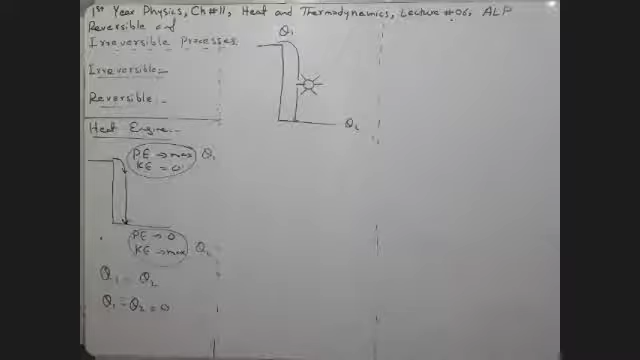 1st Year Physics, Ch #11, Heat and Thermodynamics, Lecture #06, ALP
Reversible and
Irreversible Processes
Irreversible:-
Reversible:-
Heat Engine:-
PE → max Q1
KE = 0
PE → 0
KE → max Q2
Q1 = Q2
Q1 - Q2 = 0
Q1
Q2